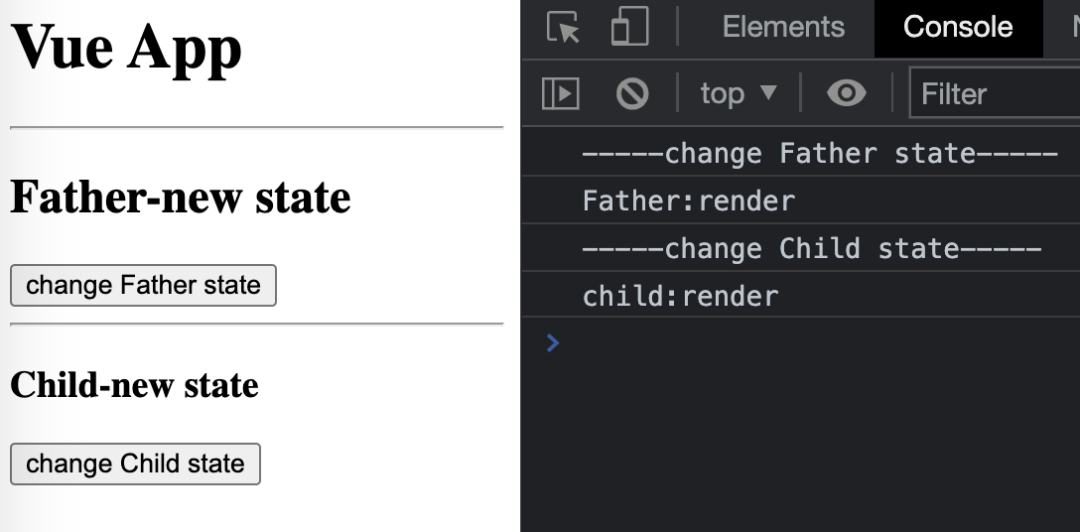 Vue App
Father-new state
change Father state
Child-new state
change Child state
Elements Console
top ▼ Filter
-----change Father state-----
Father:render
-----change Child state-----
child:render